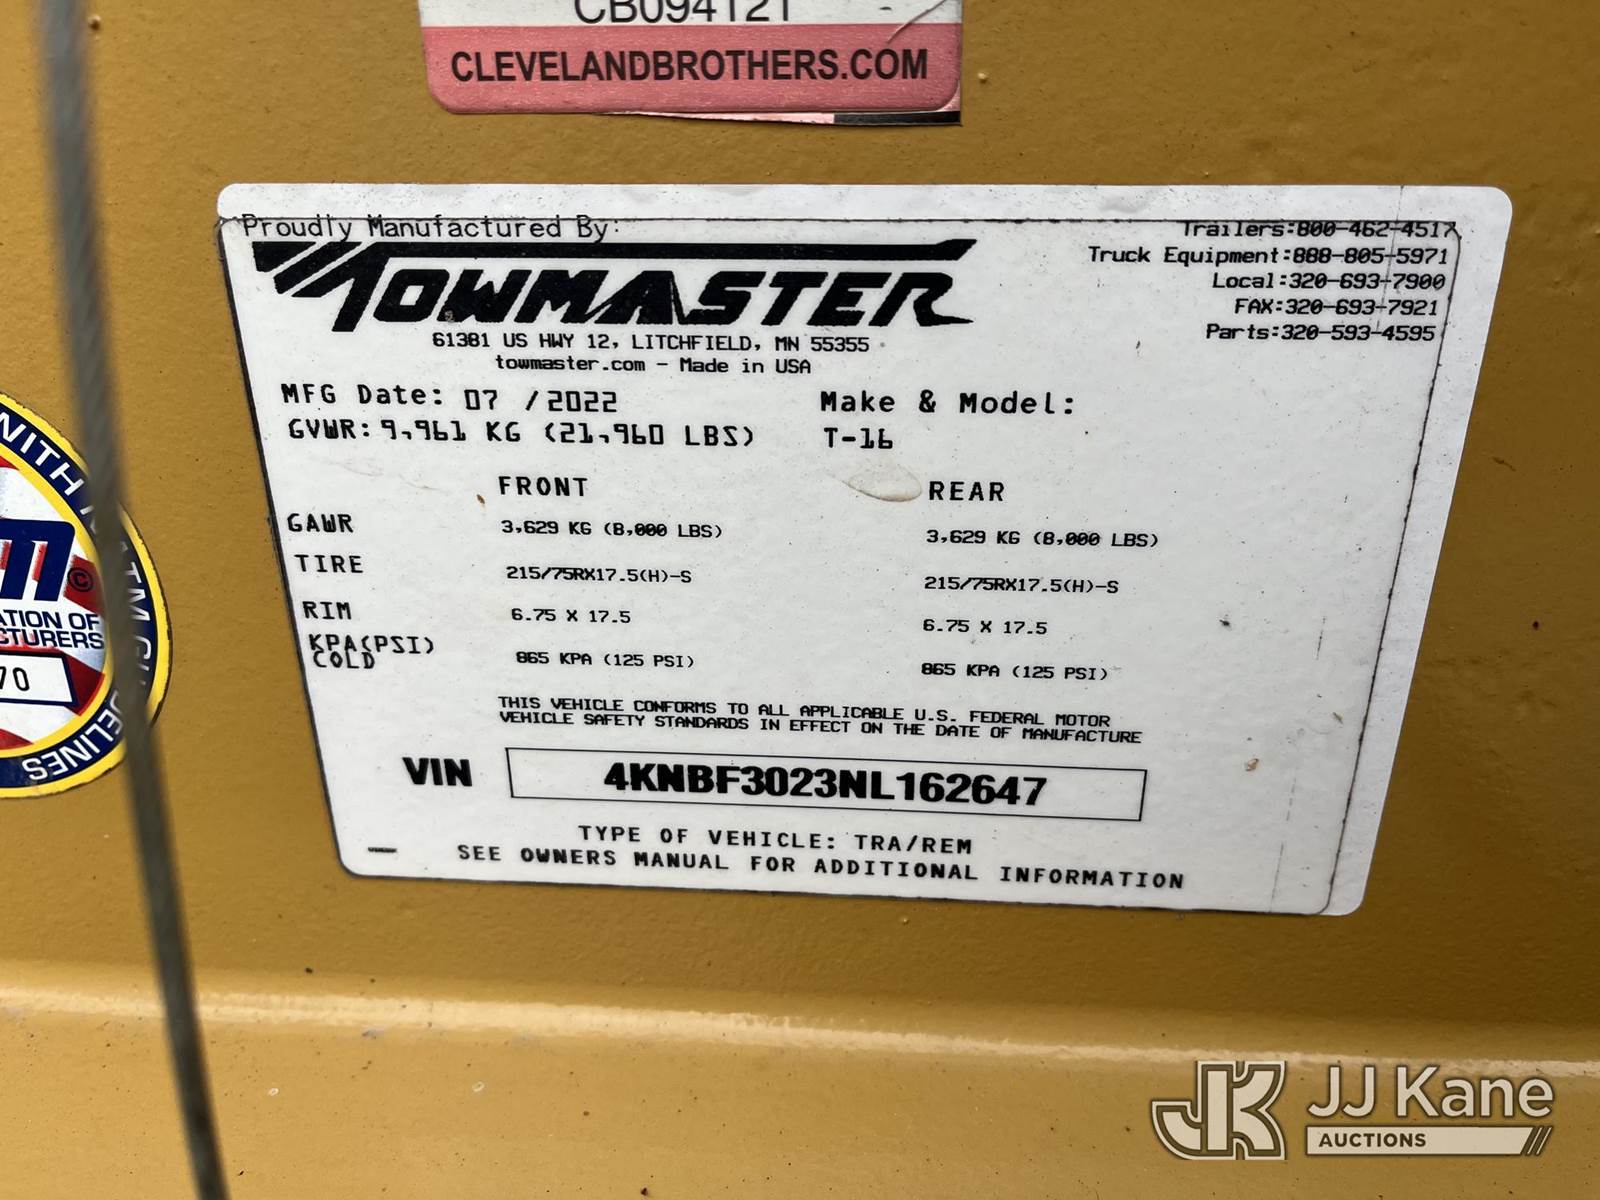 CB094121
CLEVELANDBROTHERS.COM
Proudly Manufactured By:
TOWMASTER
61381 US HWY 12, LITCHFIELD, MN 55355
towmaster.com - Made in USA
Trailers:800-462-4517
Truck Equipment:888-805-5971
Local:320-693-7900
FAX:320-693-7921
Parts:320-593-4595
MFG Date: 07 /2022
Make & Model:
GVWR: 9,961 KG (21,960 LBS)
T-16
FRONT
REAR
GAWR 3,629 KG (8,000 LBS) 3,629 KG (8,000 LBS)
TIRE 215/75RX17.5(H)-S 215/75RX17.5(H)-S
RIM 6.75 X 17.5 6.75 X 17.5
KPA(PSI)
COLD 865 KPA (125 PSI) 865 KPA (125 PSI)
THIS VEHICLE CONFORMS TO ALL APPLICABLE U.S. FEDERAL MOTOR
VEHICLE SAFETY STANDARDS IN EFFECT ON THE DATE OF MANUFACTURE
VIN 4KNBF3023NL162647
TYPE OF VEHICLE: TRA/REM
SEE OWNERS MANUAL FOR ADDITIONAL INFORMATION
WITH
OF
70
JK JJ Kane
AUCTIONS